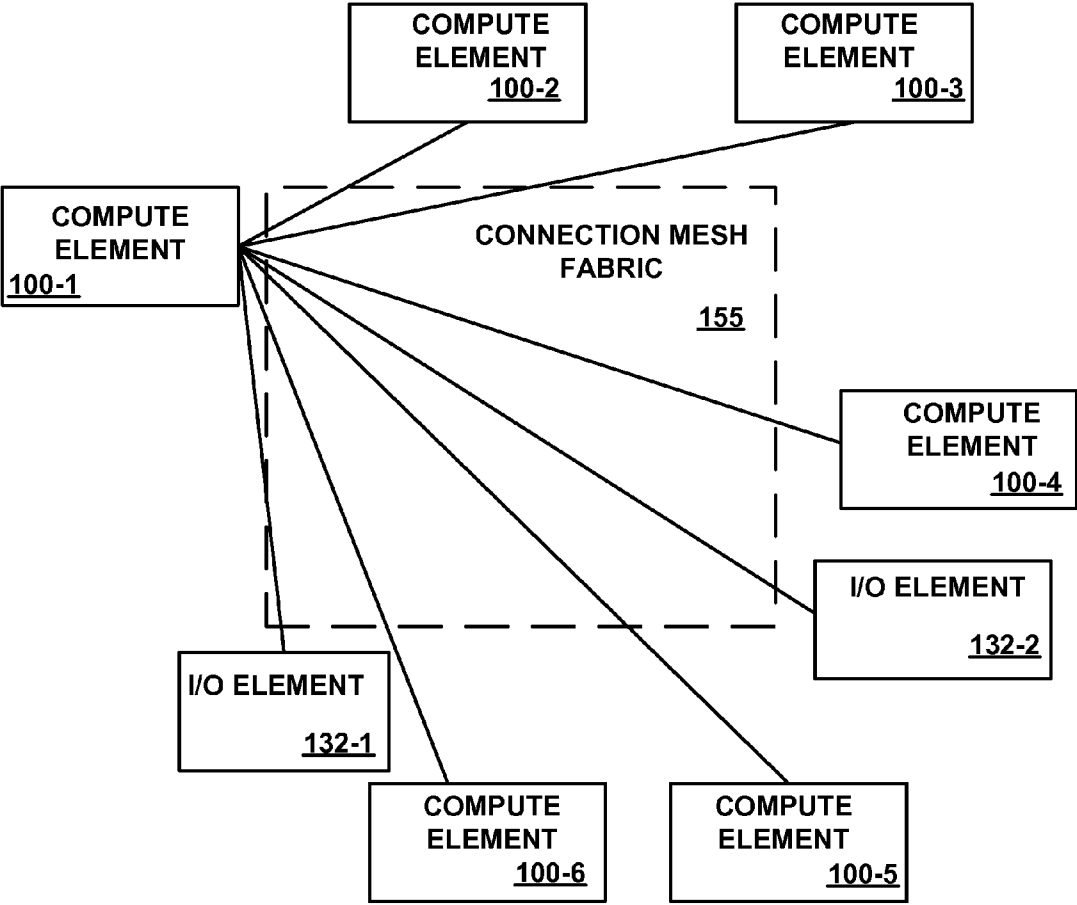 COMPUTE
ELEMENT
100-2
COMPUTE
ELEMENT
100-3
COMPUTE
ELEMENT
100-1
CONNECTION MESH
FABRIC
155
COMPUTE
ELEMENT
100-4
I/O ELEMENT
132-2
I/O ELEMENT
132-1
COMPUTE
ELEMENT
100-6
COMPUTE
ELEMENT
100-5